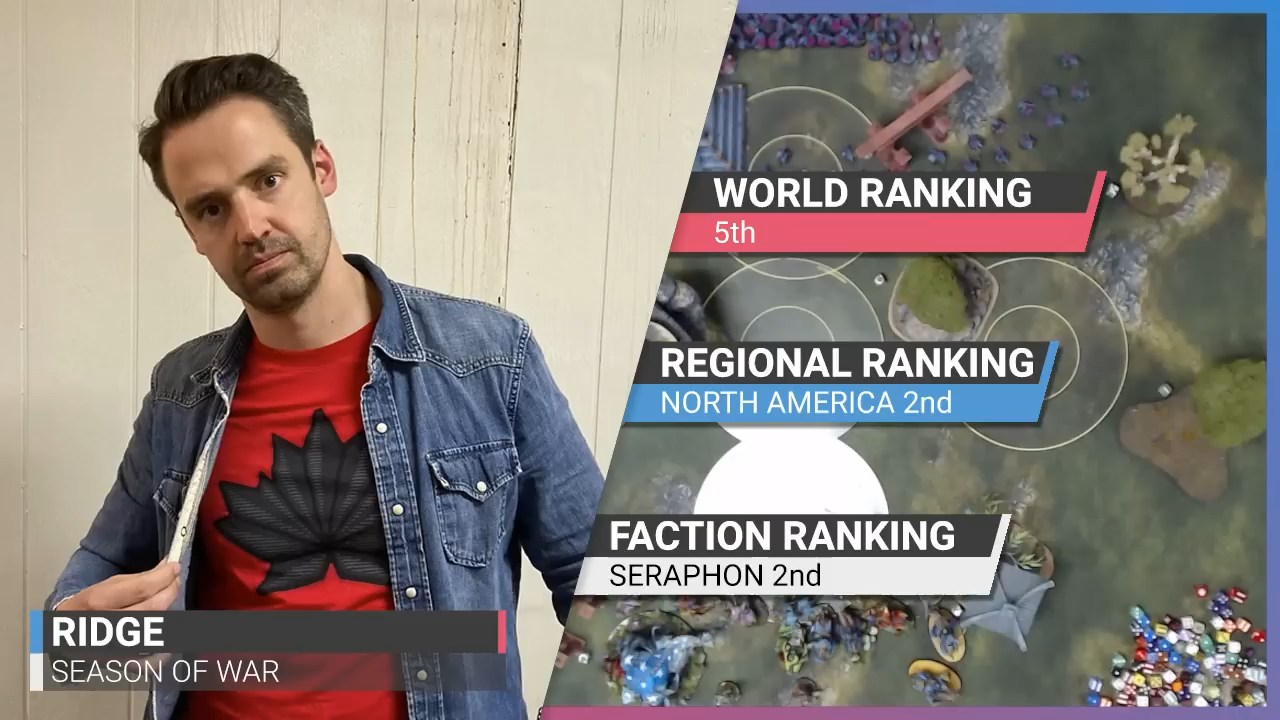 WORLD RANKING
5th
REGIONAL RANKING
NORTH AMERICA 2nd
FACTION RANKING
SERAPHON 2nd
RIDGE
SEASON OF WAR